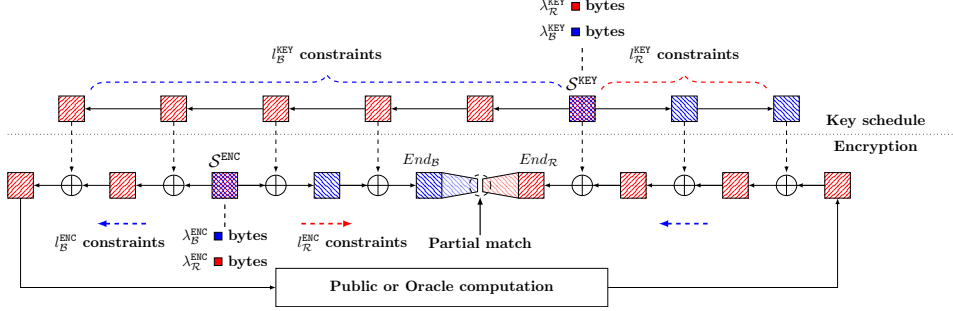 λ_R^KEY ■ bytes
λ_B^KEY ■ bytes
l_B^KEY constraints
l_R^KEY constraints
S^KEY
Key schedule
Encryption
S^ENC
End_B
End_R
l_B^ENC constraints
λ_B^ENC ■ bytes
λ_R^ENC ■ bytes
l_R^ENC constraints
Partial match
Public or Oracle computation